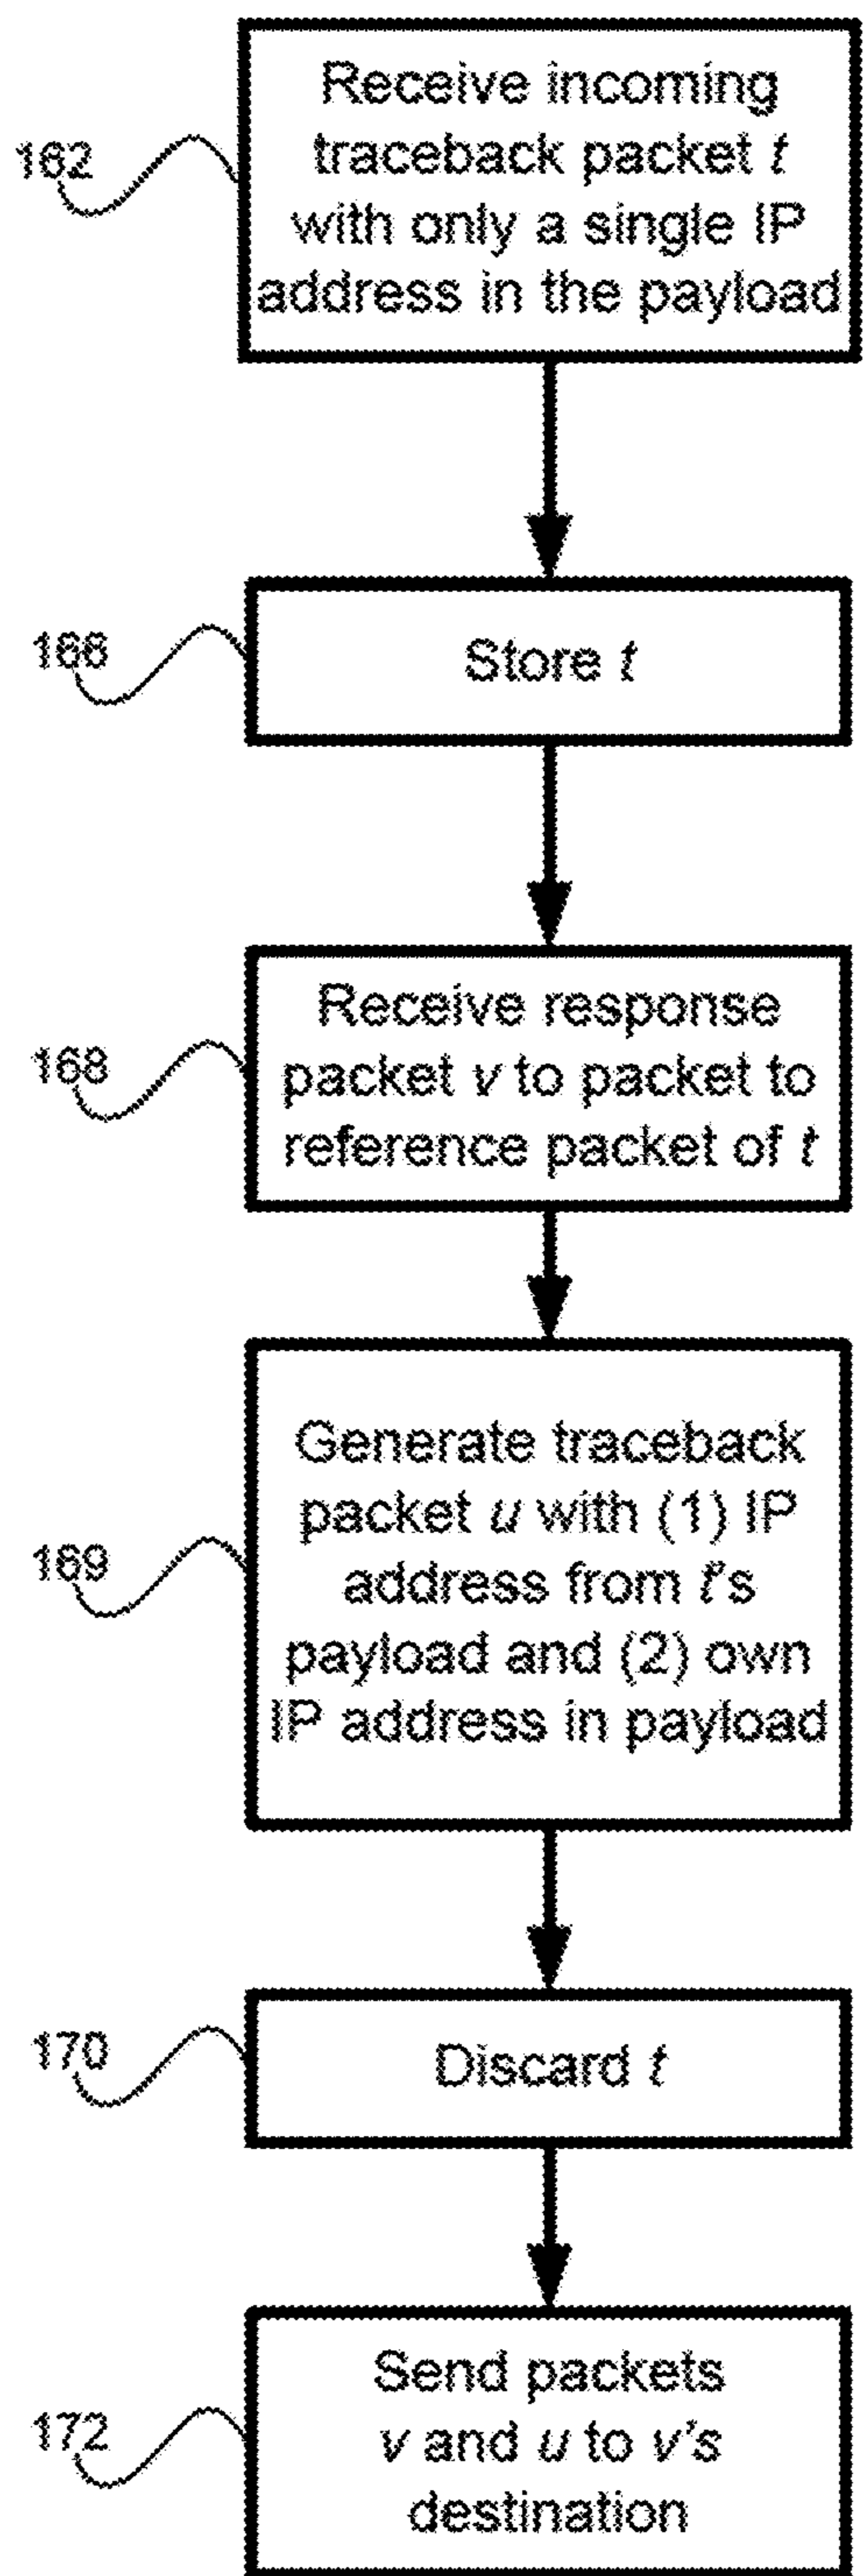 Receive incoming
traceback packet t
with only a single IP
address in the payload
162
Store t
166
Receive response
packet v to packet to
reference packet of t
168
Generate traceback
packet u with (1) IP
address from t's
payload and (2) own
IP address in payload
169
Discard t
170
Send packets
v and u to v's
destination
172